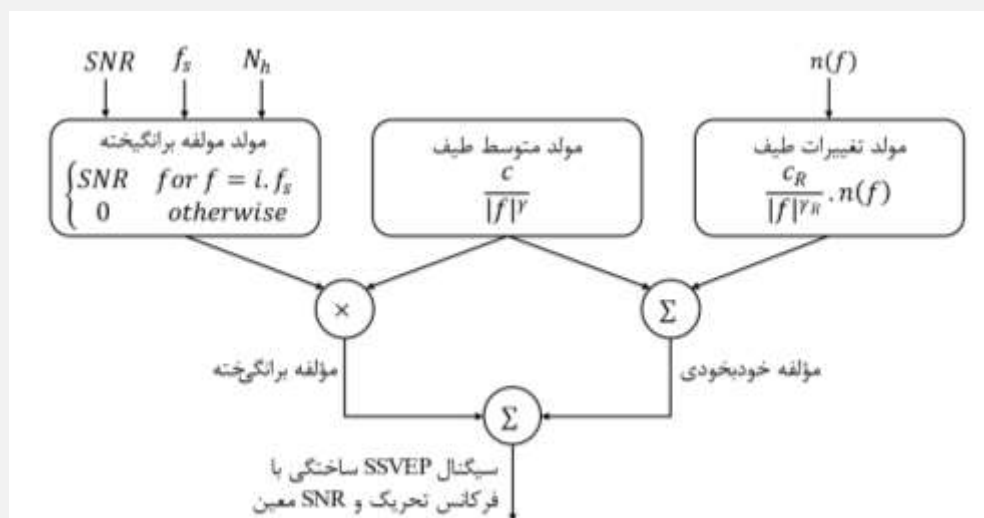 SNR f_s N_h n(f)
مولد مولفه برانگیخته
{SNR for f = i.f_s
0 otherwise
مولد متوسط طیف
c
|f|^γ
مولد تغییرات طیف
c_R
|f|^γ_R . n(f)
×
Σ
مؤلفه برانگیخته
مؤلفه خودبخودی
Σ
سیگنال SSVEP ساختگی با
فرکانس تحریک و SNR معین